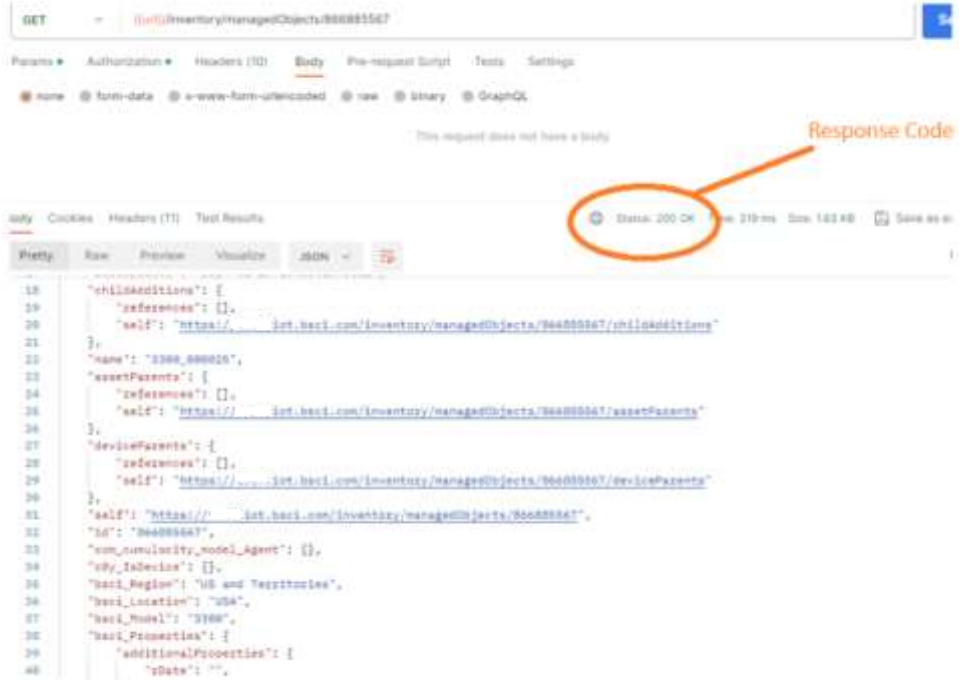 GET {{url}}/inventory/managedObjects/866885567
Params Authorization Headers (10) Body Pre-request Script Tests Settings
none form-data x-www-form-urlencoded raw binary GraphQL
This request does not have a body
Response Code
Body Cookies Headers (11) Test Results Status: 200 OK 219 ms Size: 1.63 KB Save as
Pretty Raw Preview Visualize JSON
18 "childAdditions": {
19 "references": [],
20 "self": "https:/ iot.baci.com/inventory/managedObjects/866885567/childAdditions"
21 },
22 "name": "3300_000026",
23 "assetParents": {
24 "references": [],
25 "self": "https:// iot.baci.com/inventory/managedObjects/866885567/assetParents"
26 },
27 "deviceParents": {
28 "references": [],
29 "self": "https:// iot.baci.com/inventory/managedObjects/866885567/deviceParents"
30 },
31 "self": "https:// iot.baci.com/inventory/managedObjects/866885567",
32 "id": "866885567",
33 "com_cumulocity_model_Agent": {},
34 "c8y_IsDevice": {},
35 "baci_Region": "US and Territories",
36 "baci_Location": "USA",
37 "baci_Model": "3300",
38 "baci_Properties": {
39 "additionalProperties": {
40 "zDate": "",